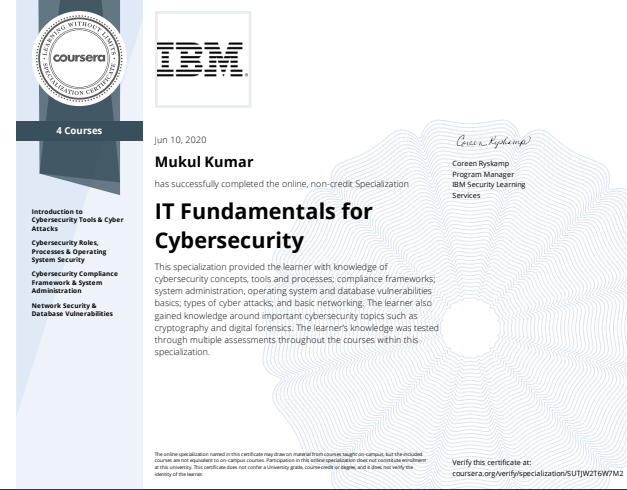 LEARNING WITHOUT LIMITS
coursera
SPECIALIZATION CERTIFICATE
4 Courses
Introduction to
Cybersecurity Tools & Cyber
Attacks
Cybersecurity Roles,
Processes & Operating
System Security
Cybersecurity Compliance
Framework & System
Administration
Network Security &
Database Vulnerabilities
IBM®
Jun 10, 2020
Mukul Kumar
has successfully completed the online, non-credit Specialization
IT Fundamentals for
Cybersecurity
This specialization provided the learner with knowledge of
cybersecurity concepts, tools and processes; compliance frameworks;
system administration, operating system and database vulnerabilities
basics; types of cyber attacks; and basic networking. The learner also
gained knowledge around important cybersecurity topics such as
cryptography and digital forensics. The learner's knowledge was tested
through multiple assessments throughout the courses within this
specialization.
Coreen Ryskamp
Coreen Ryskamp
Program Manager
IBM Security Learning
Services
The online specialization named in this certificate may draw on material from courses taught on-campus, but the included
courses are not equivalent to on-campus courses. Participation in this online specialization does not constitute enrollment
at this university. This certificate does not confer a University grade, course credit or degree, and it does not verify the
identity of the learner.
Verify this certificate at:
coursera.org/verify/specialization/SUTJW2T6W7M2